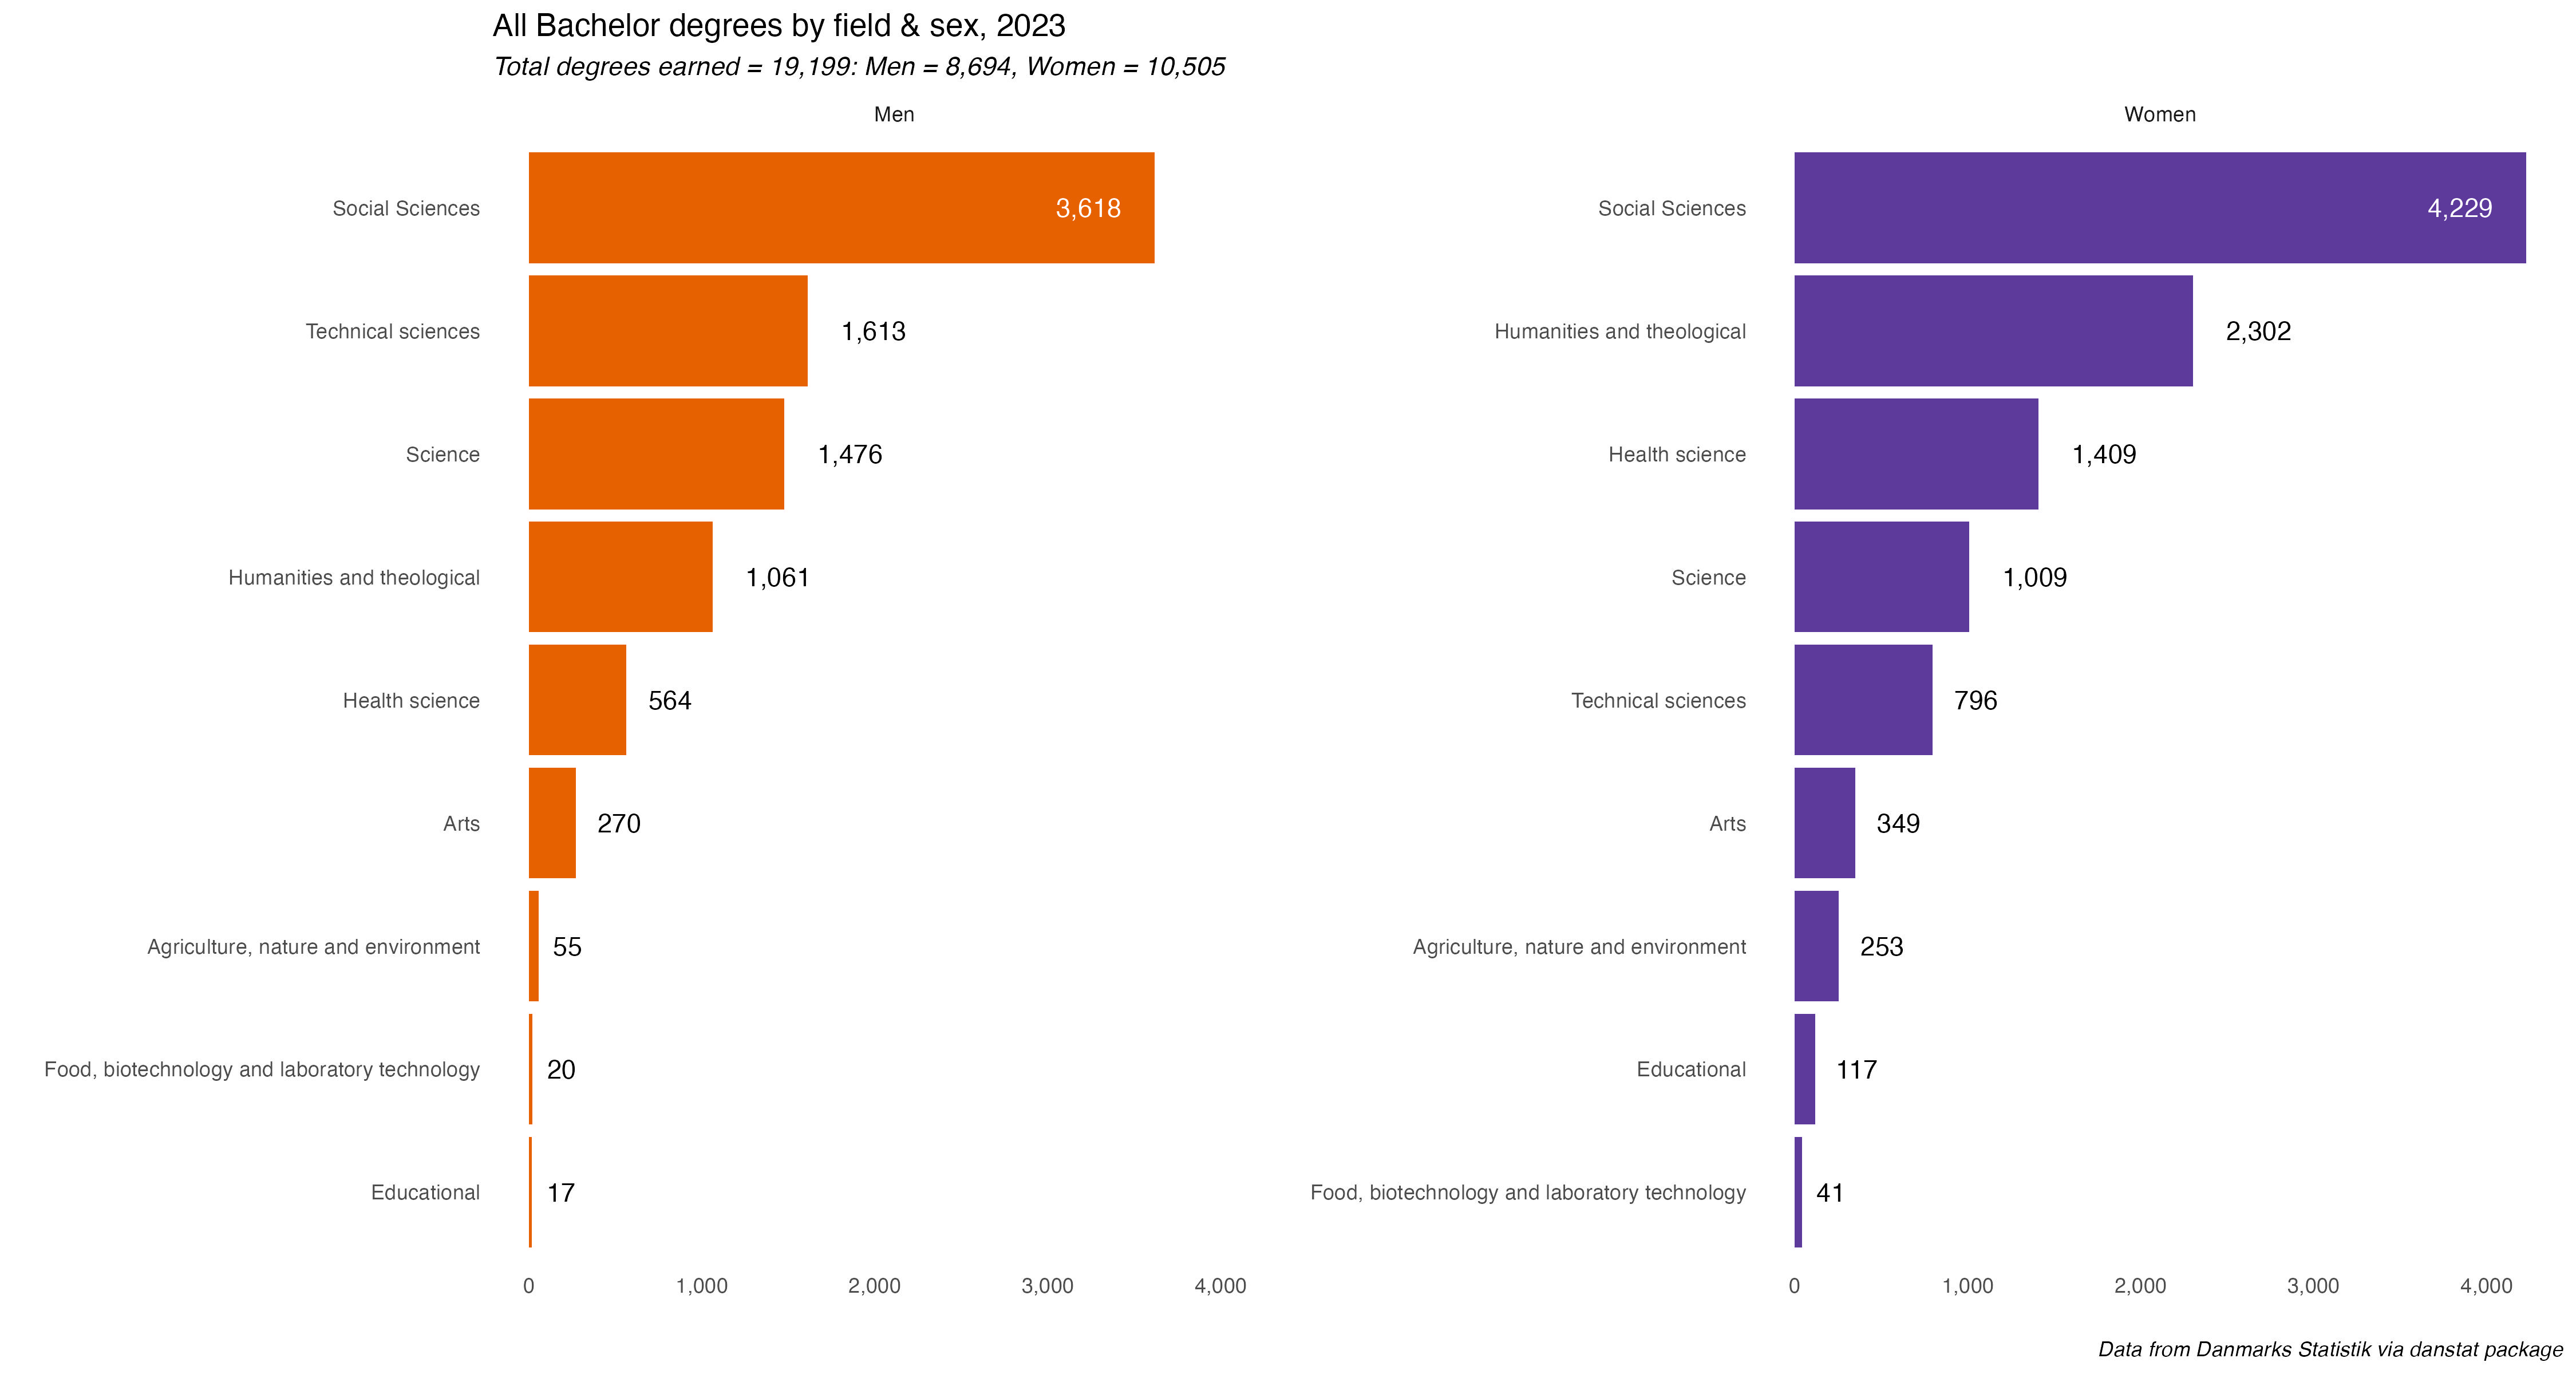 All Bachelor degrees by field & sex, 2023
Total degrees earned = 19,199: Men = 8,694, Women = 10,505
Men
Social Sciences 3,618
Technical sciences 1,613
Science 1,476
Humanities and theological 1,061
Health science 564
Arts 270
Agriculture, nature and environment 55
Food, biotechnology and laboratory technology 20
Educational 17
0 1,000 2,000 3,000 4,000
Women
Social Sciences 4,229
Humanities and theological 2,302
Health science 1,409
Science 1,009
Technical sciences 796
Arts 349
Agriculture, nature and environment 253
Educational 117
Food, biotechnology and laboratory technology 41
0 1,000 2,000 3,000 4,000
Data from Danmarks Statistik via danstat package